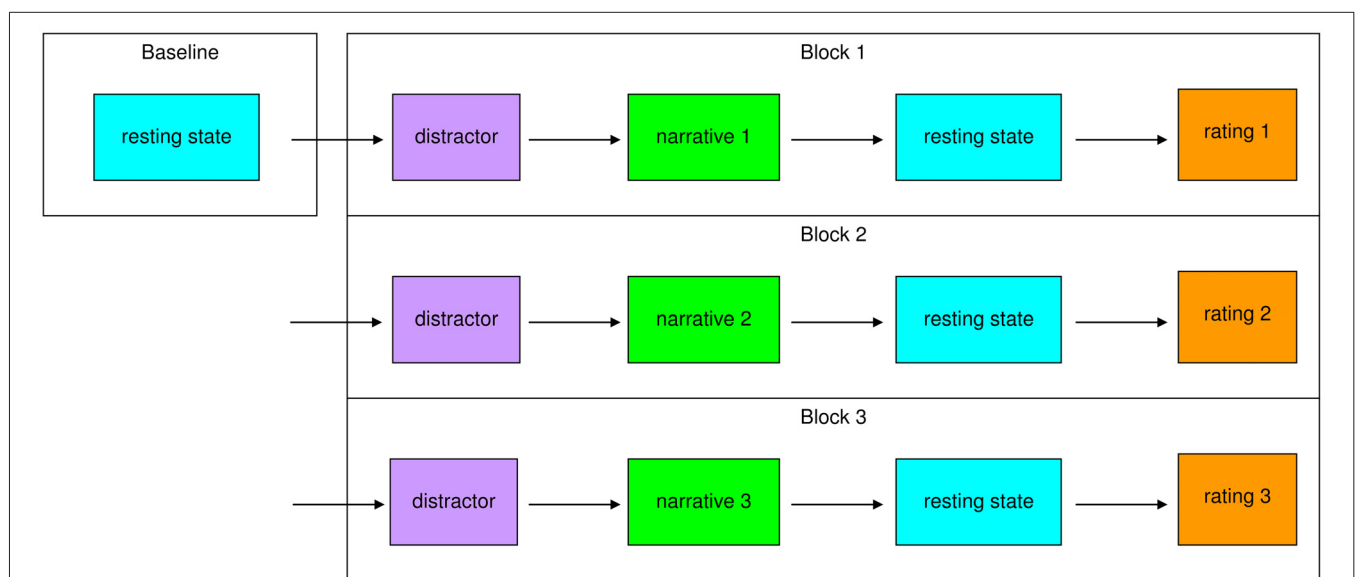 Baseline
resting state
Block 1
distractor
narrative 1
resting state
rating 1
Block 2
distractor
narrative 2
resting state
rating 2
Block 3
distractor
narrative 3
resting state
rating 3